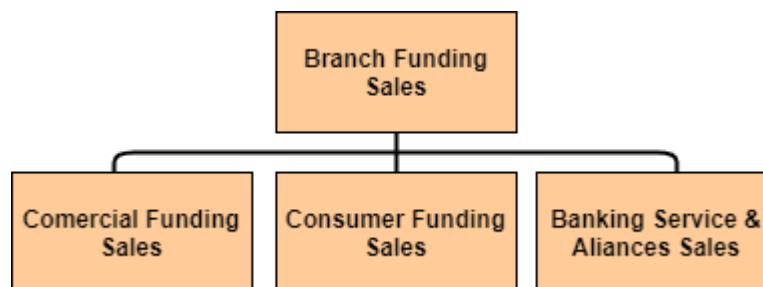 Branch Funding
Sales
Comercial Funding
Sales
Consumer Funding
Sales
Banking Service &
Aliances Sales